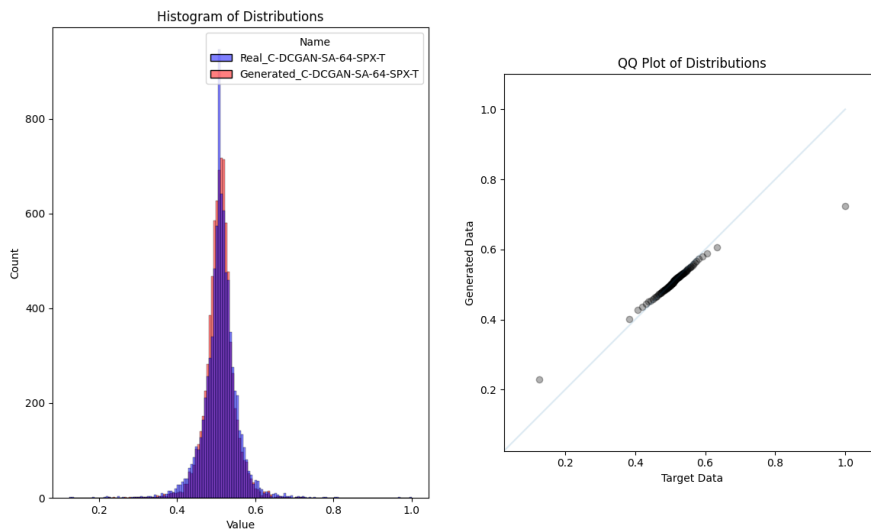 Histogram of Distributions
Name
Real_C-DCGAN-SA-64-SPX-T
Generated_C-DCGAN-SA-64-SPX-T
Count
800
600
400
200
0
0.2 0.4 0.6 0.8 1.0
Value
QQ Plot of Distributions
Generated Data
1.0
0.8
0.6
0.4
0.2
0.2 0.4 0.6 0.8 1.0
Target Data